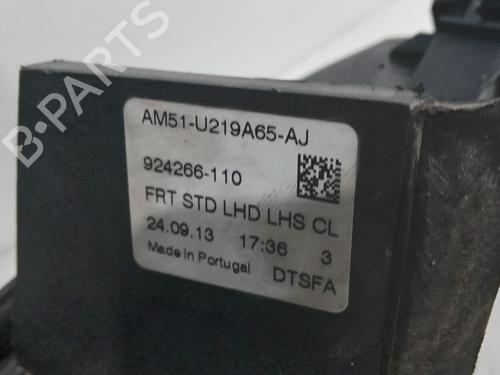 AM51-U219A65-AJ
924266-110
FRT STD LHD LHS CL
24.09.13 17:36 3
Made in Portugal DTSFA
B-PARTS